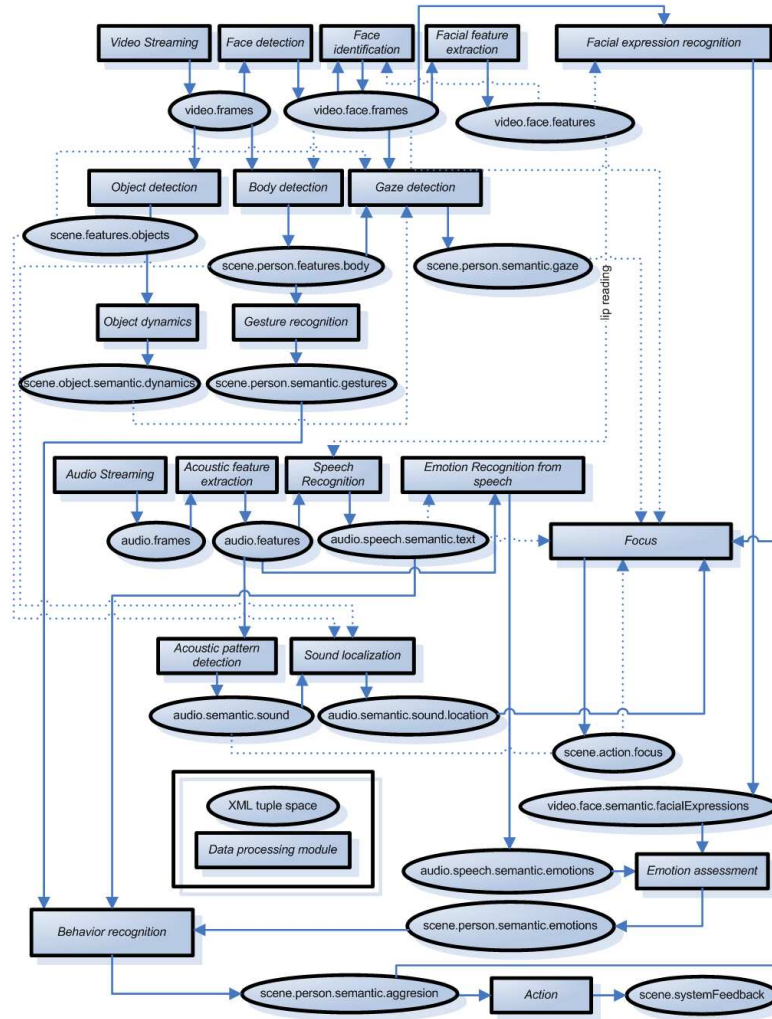 Video Streaming
Face detection
Face
identification
Facial feature
extraction
Facial expression recognition
video.frames
video.face.frames
video.face.features
Object detection
Body detection
Gaze detection
scene.features.objects
scene.person.features.body
scene.person.semantic.gaze
lip reading
Object dynamics
Gesture recognition
scene.object.semantic.dynamics
scene.person.semantic.gestures
Audio Streaming
Acoustic feature
extraction
Speech
Recognition
Emotion Recognition from
speech
audio.frames
audio.features
audio.speech.semantic.text
Focus
Acoustic pattern
detection
Sound localization
audio.semantic.sound
audio.semantic.sound.location
scene.action.focus
XML tuple space
Data processing module
video.face.semantic.facialExpressions
audio.speech.semantic.emotions
Emotion assessment
scene.person.semantic.emotions
Behavior recognition
scene.person.semantic.aggresion
Action
scene.systemFeedback